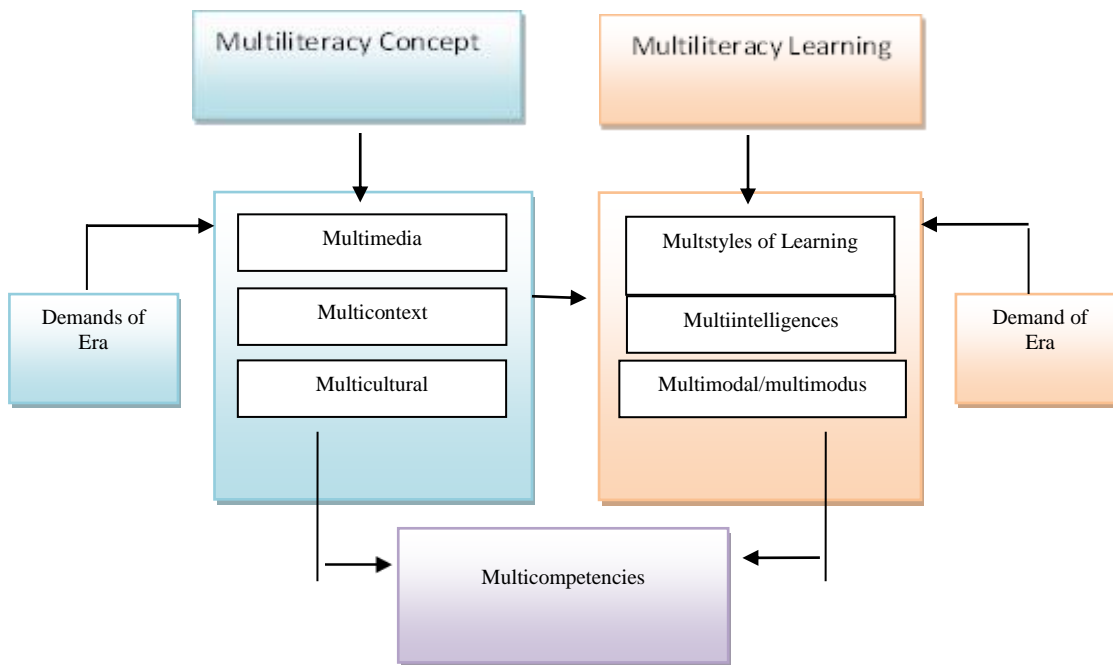 Multiliteracy Concept
Multiliteracy Learning
Multimedia
Multicontext
Multicultural
Multstyles of Learning
Multiintelligences
Multimodal/multimodus
Demands of
Era
Demand of
Era
Multicompetencies